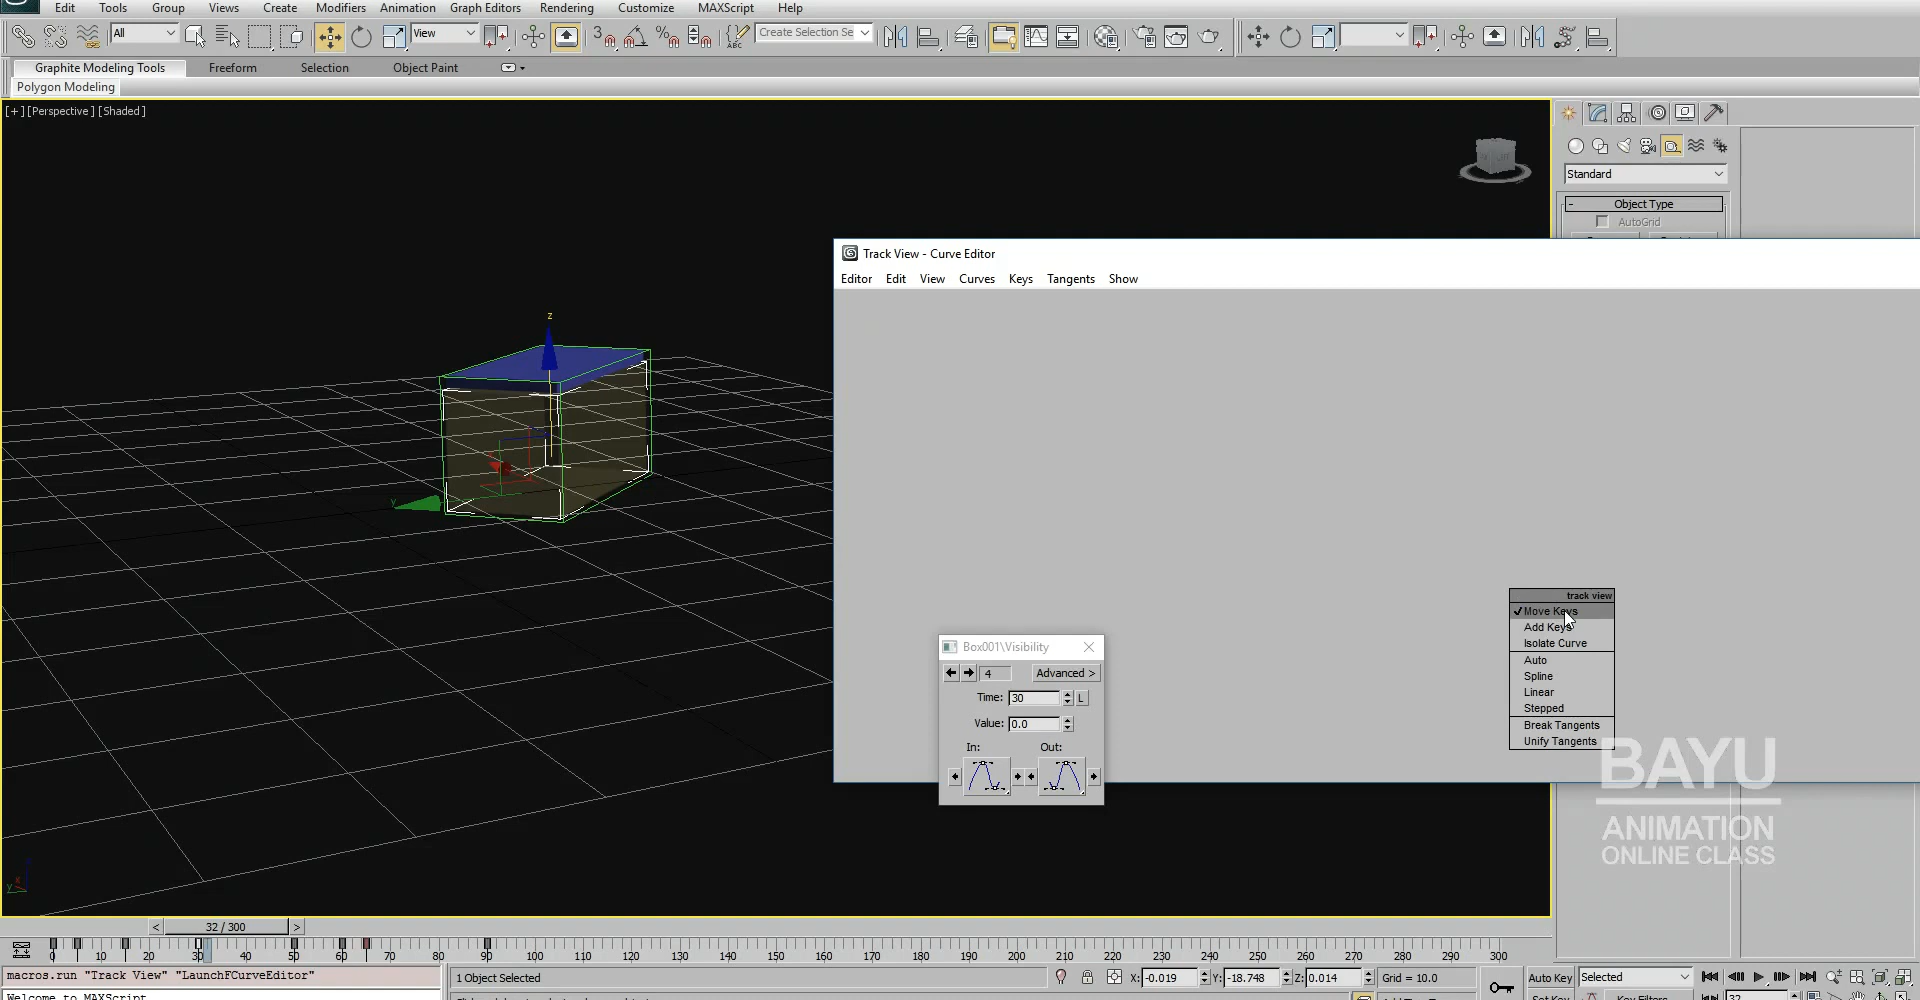 Edit Tools Group Views Create Modifiers Animation Graph Editors Rendering Customize MAXScript Help
All View 3 Create Selection Se
Graphite Modeling Tools Freeform Selection Object Paint
Polygon Modeling
[+] [Perspective] [Shaded]
Standard
- Object Type
AutoGrid
Track View - Curve Editor
Editor Edit View Curves Keys Tangents Show
z
y
track view
Move Keys
Add Keys
Isolate Curve
Auto
Spline
Linear
Stepped
Break Tangents
Unify Tangents
Box001\Visibility
4 Advanced >
Time: 30 L
Value: 0.0
In: Out:
BAYU
ANIMATION
ONLINE CLASS
< 32 / 300 >
0 10 20 30 40 50 60 70 80 90 100 110 120 130 140 150 160 170 180 190 200 210 220 230 240 250 260 270 280 290 300
macros.run "Track View" "LaunchFCurveEditor"
1 Object Selected X: -0.019 Y: -18.748 Z: 0.014 Grid = 10.0 Auto Key Selected
Welcome to MAXScript
Set Key Key Filters 32